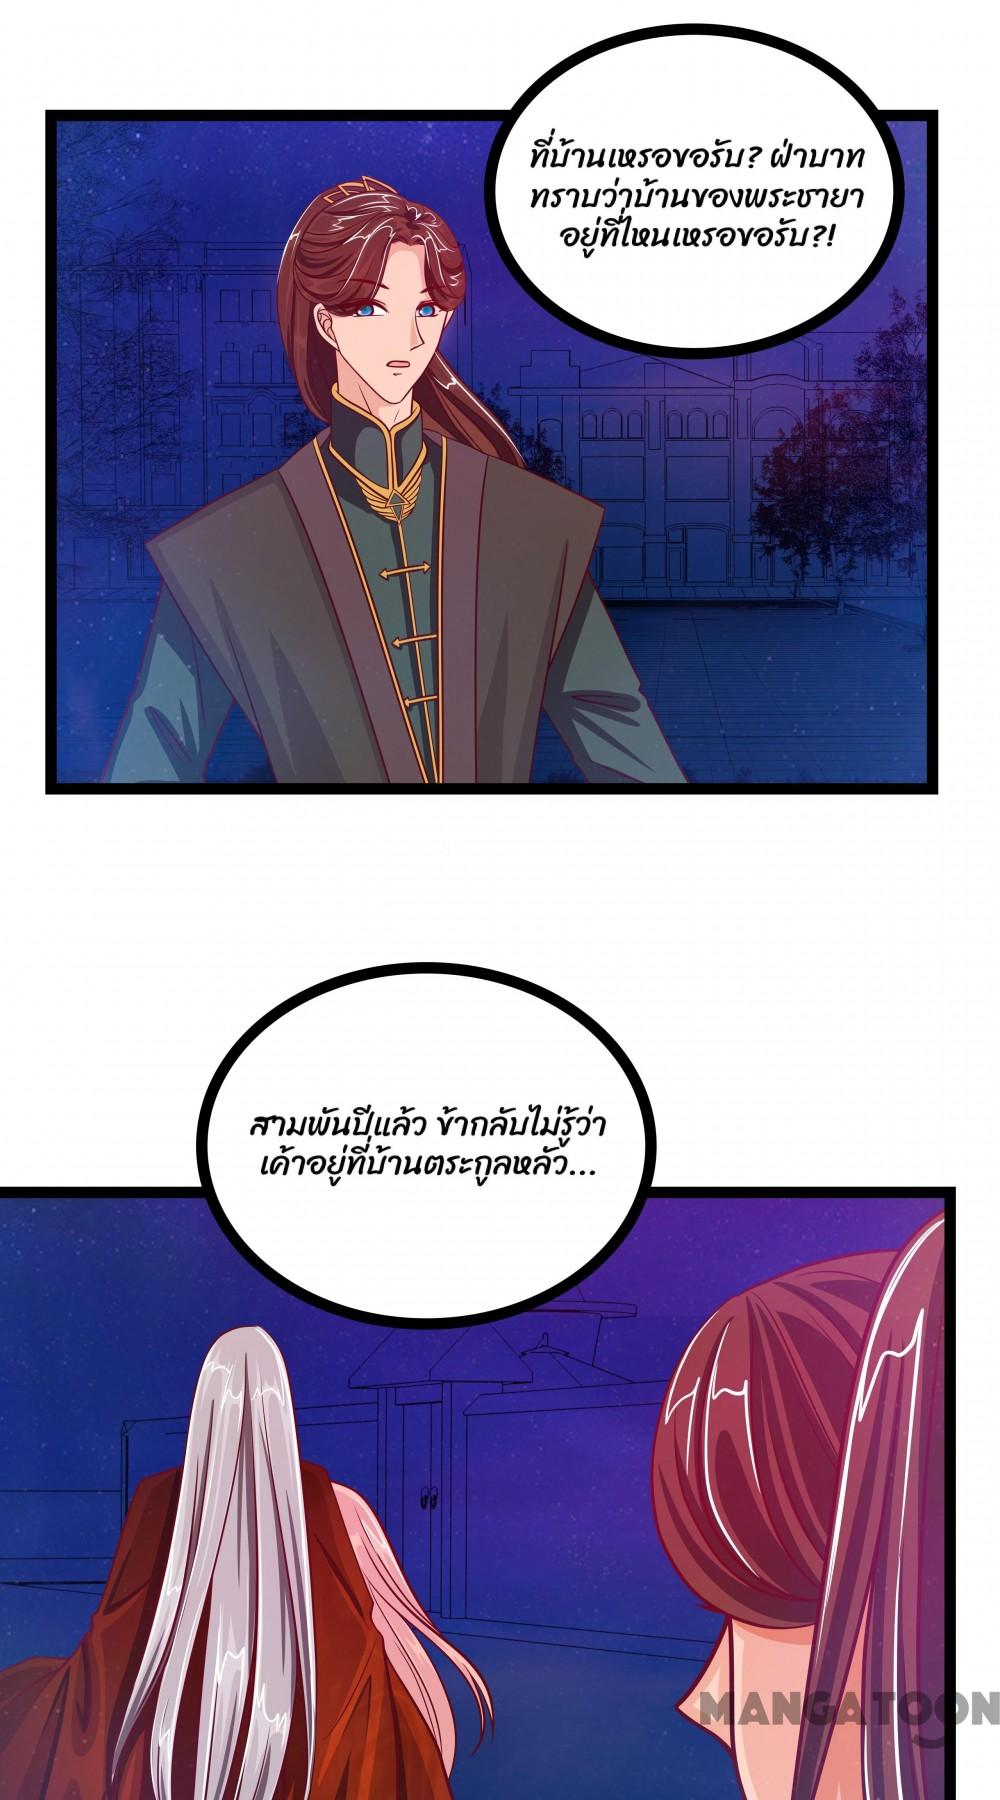 ที่บ้านเหรอขอรับ? ฝ่าบาท
ทราบว่าบ้านของพระชายา
อยู่ที่ไหนเหรอขอรับ?!
สามพันปีแล้ว ข้ากลับไม่รู้ว่า
เค้าอยู่ที่บ้านตระกูลหลัว...
MANGATOON